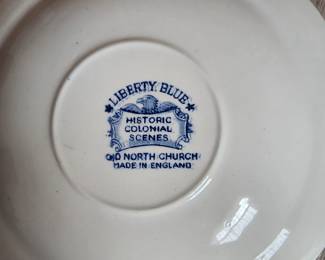 LIBERTY BLUE
HISTORIC
COLONIAL
SCENES
OLD NORTH CHURCH
MADE IN ENGLAND